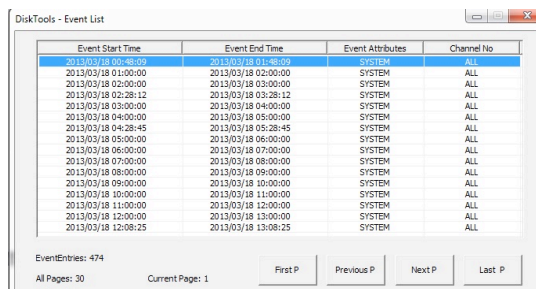 DiskTools - Event List
Event Start Time Event End Time Event Attributes Channel No
2013/03/18 00:48:09 2013/03/18 01:48:09 SYSTEM ALL
2013/03/18 01:00:00 2013/03/18 02:00:00 SYSTEM ALL
2013/03/18 02:00:00 2013/03/18 03:00:00 SYSTEM ALL
2013/03/18 02:28:12 2013/03/18 03:28:12 SYSTEM ALL
2013/03/18 03:00:00 2013/03/18 04:00:00 SYSTEM ALL
2013/03/18 04:00:00 2013/03/18 05:00:00 SYSTEM ALL
2013/03/18 04:28:45 2013/03/18 05:28:45 SYSTEM ALL
2013/03/18 05:00:00 2013/03/18 06:00:00 SYSTEM ALL
2013/03/18 06:00:00 2013/03/18 07:00:00 SYSTEM ALL
2013/03/18 07:00:00 2013/03/18 08:00:00 SYSTEM ALL
2013/03/18 08:00:00 2013/03/18 09:00:00 SYSTEM ALL
2013/03/18 09:00:00 2013/03/18 10:00:00 SYSTEM ALL
2013/03/18 10:00:00 2013/03/18 11:00:00 SYSTEM ALL
2013/03/18 11:00:00 2013/03/18 12:00:00 SYSTEM ALL
2013/03/18 12:00:00 2013/03/18 13:00:00 SYSTEM ALL
2013/03/18 12:08:25 2013/03/18 13:08:25 SYSTEM ALL
EventEntries: 474
All Pages: 30 Current Page: 1 First P Previous P Next P Last P